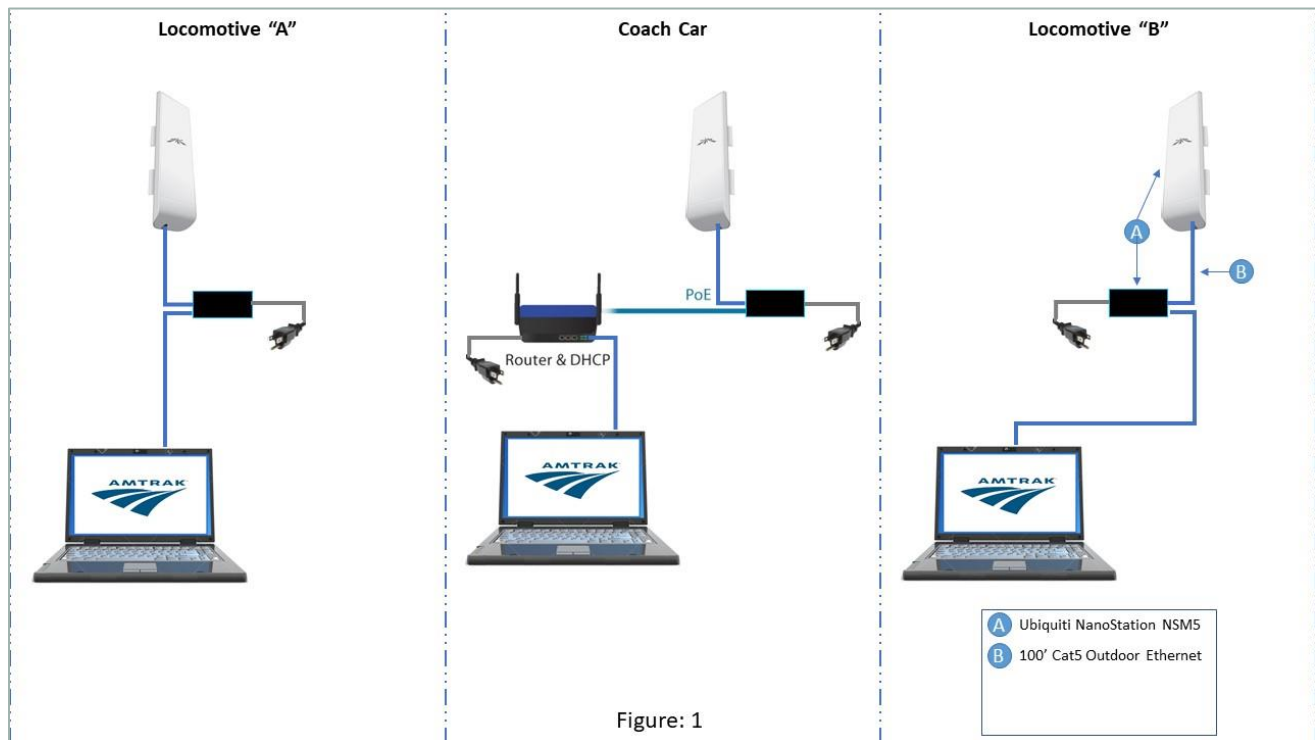 Locomotive “A”
Coach Car
Locomotive “B”
PoE
Router & DHCP
A
B
AMTRAK
AMTRAK
AMTRAK
A Ubiquiti NanoStation NSM5
B 100’ Cat5 Outdoor Ethernet
Figure: 1